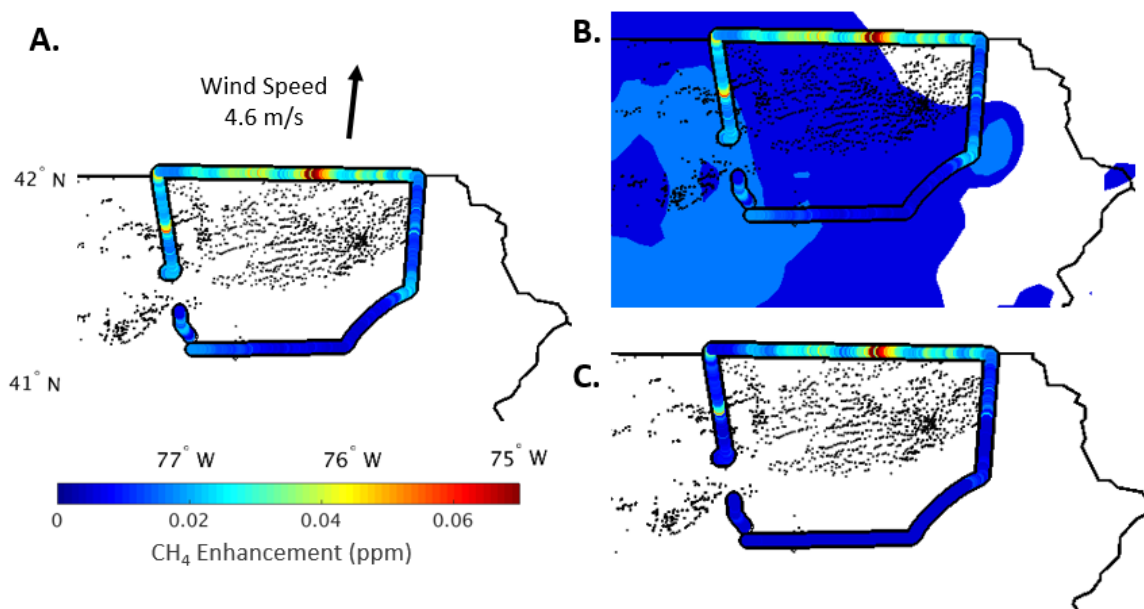 A.
Wind Speed
4.6 m/s
42° N
41° N
77° W
76° W
75° W
0
0.02
0.04
0.06
CH₄ Enhancement (ppm)
B.
C.